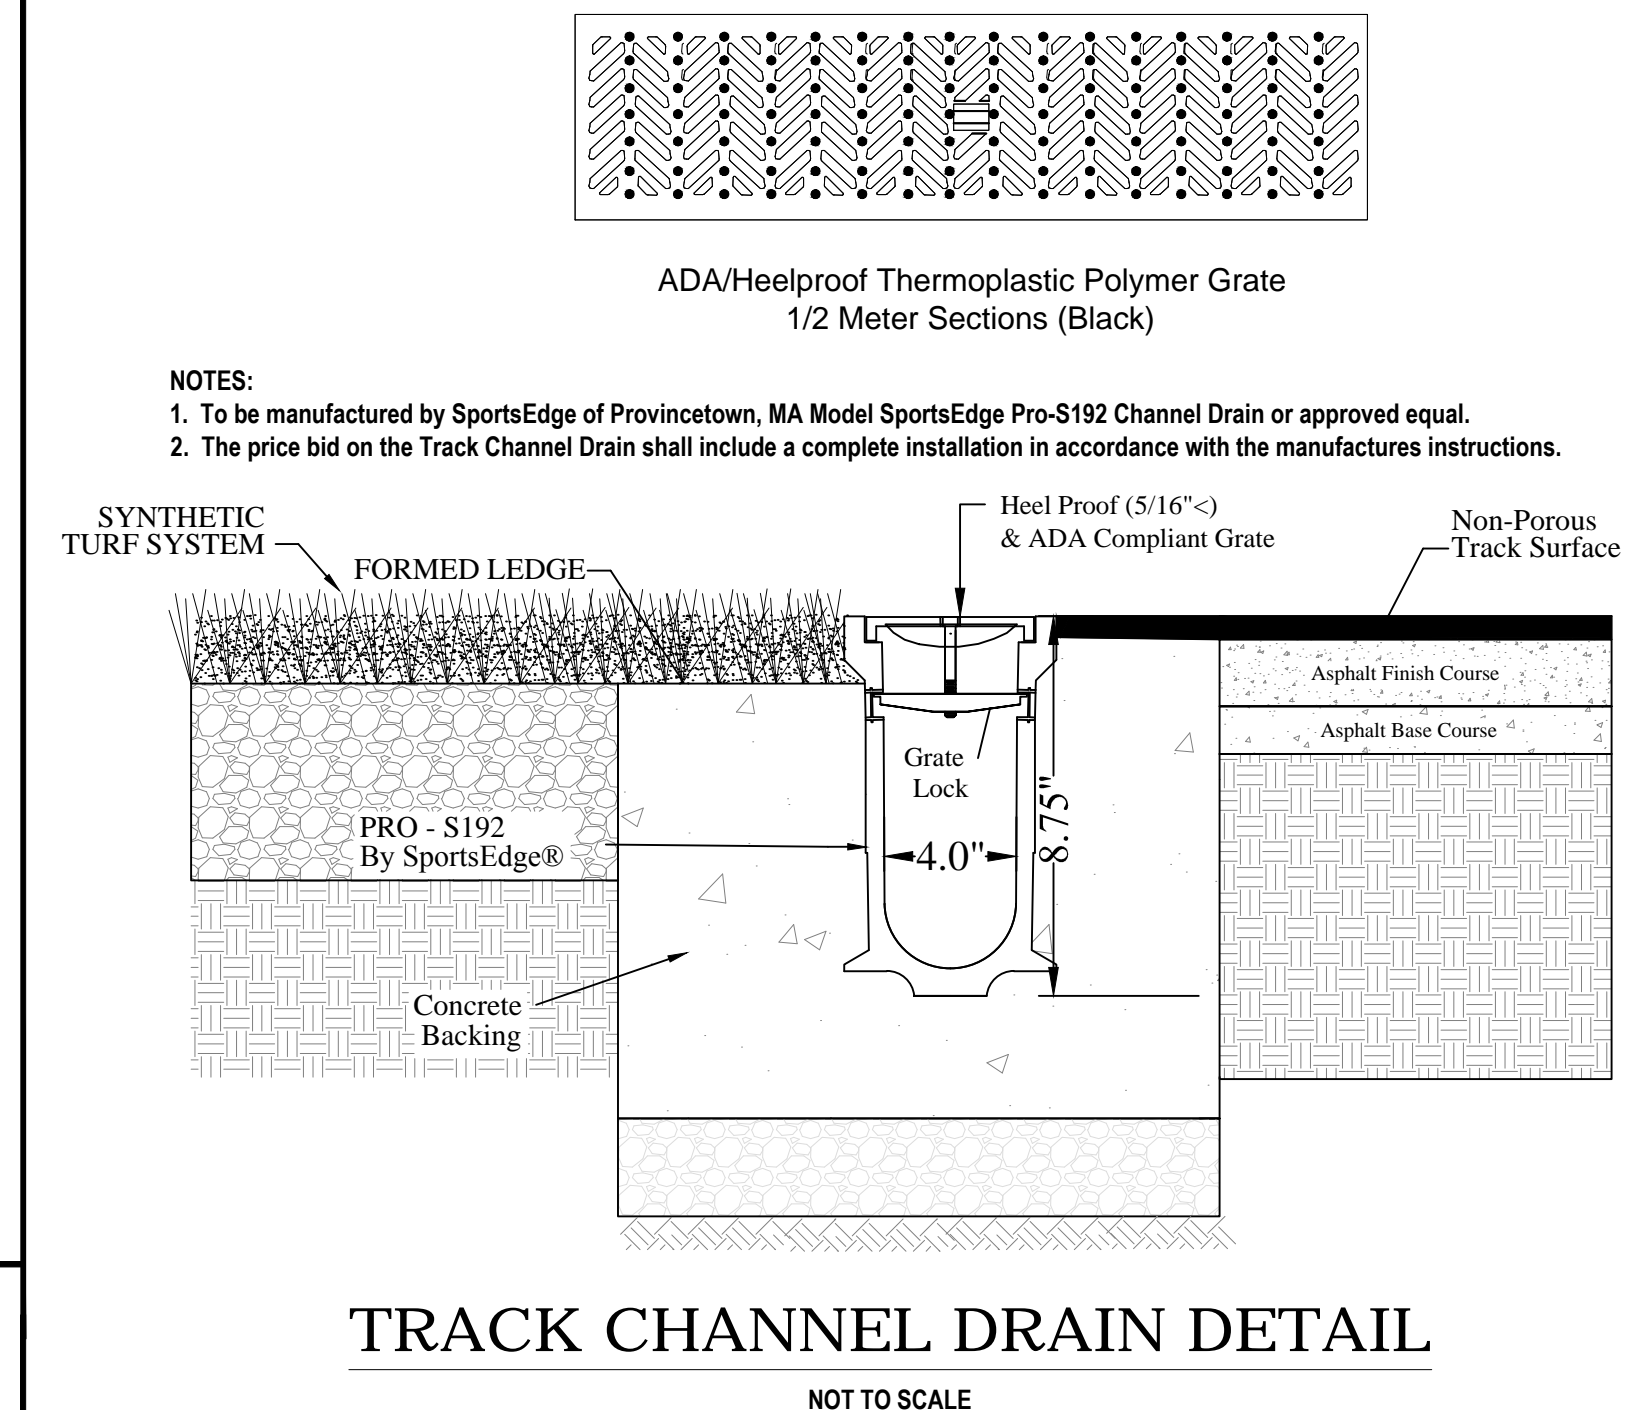 ADA/Heelproof Thermoplastic Polymer Grate
1/2 Meter Sections (Black)
NOTES:
1. To be manufactured by SportsEdge of Provincetown, MA Model SportsEdge Pro-S192 Channel Drain or approved equal.
2. The price bid on the Track Channel Drain shall include a complete installation in accordance with the manufactures instructions.
SYNTHETIC
TURF SYSTEM
FORMED LEDGE
Heel Proof (5/16"<)
& ADA Compliant Grate
Non-Porous
Track Surface
Asphalt Finish Course
Asphalt Base Course
Grate
Lock
8.75"
PRO - S192
By SportsEdge®
4.0"
Concrete
Backing
TRACK CHANNEL DRAIN DETAIL
NOT TO SCALE